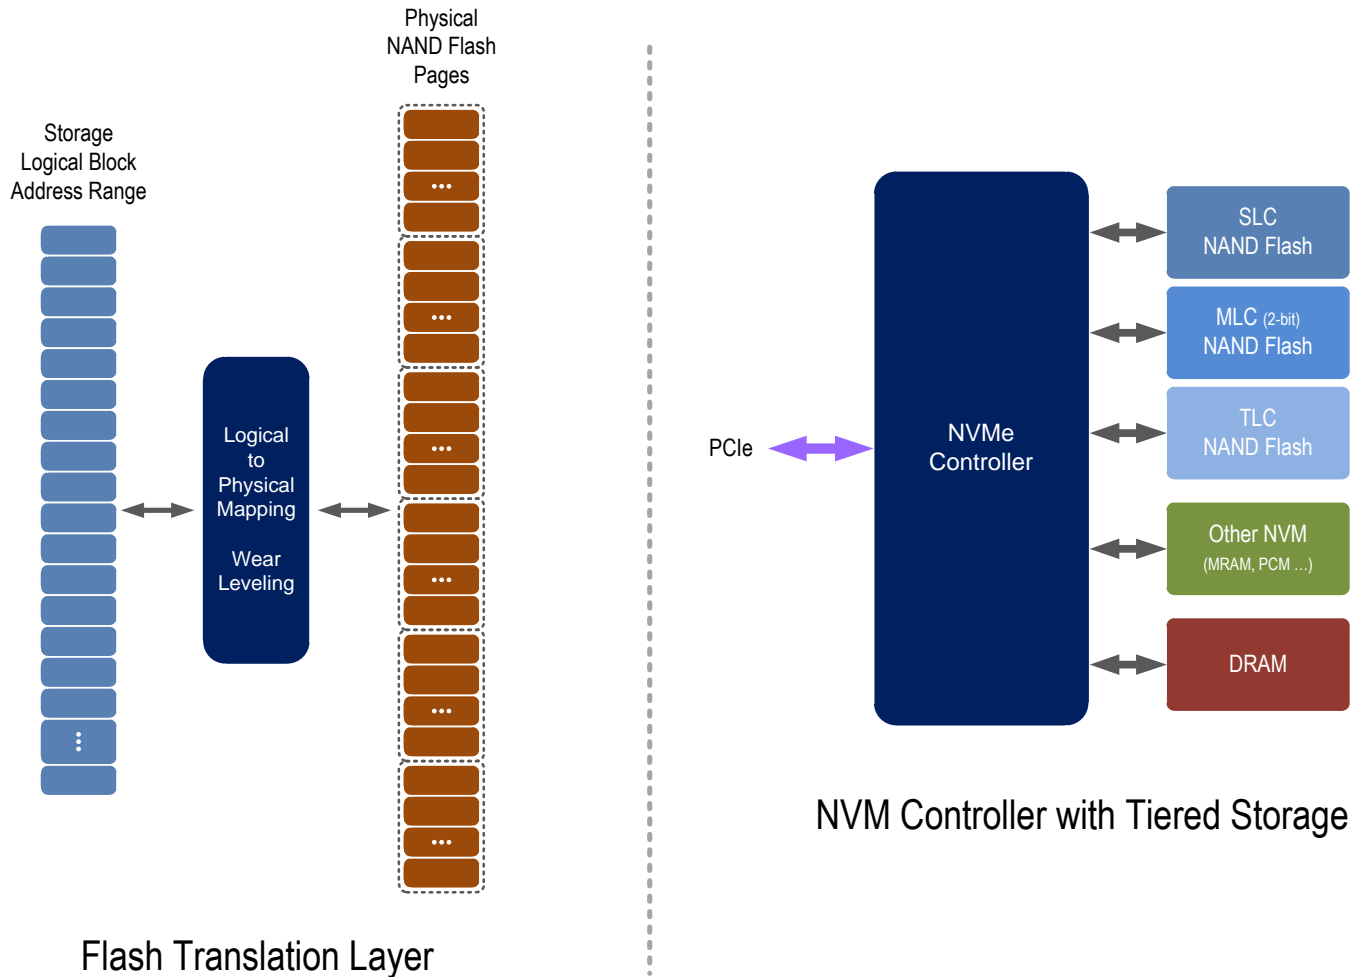 Physical
NAND Flash
Pages
Storage
Logical Block
Address Range
•••
•••
•••
Logical
to
Physical
Mapping
Wear
Leveling
•••
•••
•••
•••
Flash Translation Layer
PCIe
NVMe
Controller
SLC
NAND Flash
MLC (2-bit)
NAND Flash
TLC
NAND Flash
Other NVM
(MRAM, PCM ...)
DRAM
NVM Controller with Tiered Storage